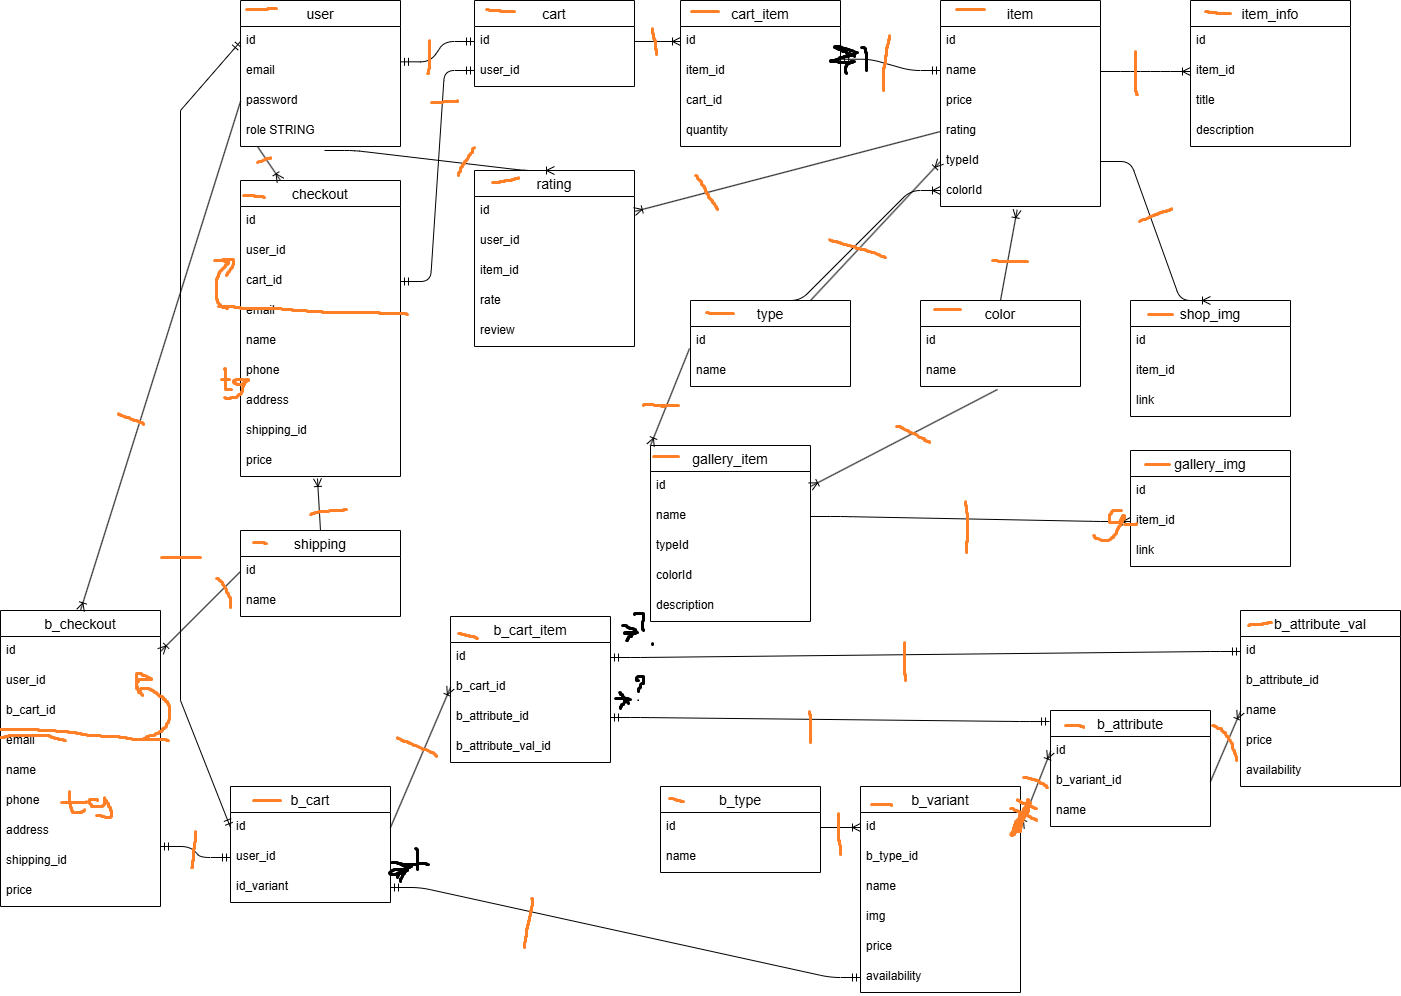 user
id
email
password
role STRING
cart
id
user_id
cart_item
id
item_id
cart_id
quantity
?
item
id
name
price
rating
typeId
colorId
item_info
id
item_id
title
description
checkout
id
user_id
cart_id
email
name
phone
tg
address
shipping_id
price
rating
id
user_id
item_id
rate
review
type
id
name
color
id
name
shop_img
id
item_id
link
gallery_item
id
name
typeId
colorId
description
gallery_img
id
g
item_id
link
shipping
id
name
b_checkout
id
user_id
b_cart_id
email
name
phone
tg
address
shipping_id
price
b_cart_item
id
b_cart_id
b_attribute_id
b_attribute_val_id
?
?
b_attribute_val
id
b_attribute_id
name
price
availability
b_attribute
id
b_variant_id
name
b_cart
id
user_id
id_variant
b_type
id
name
b_variant
id
b_type_id
name
img
price
availability